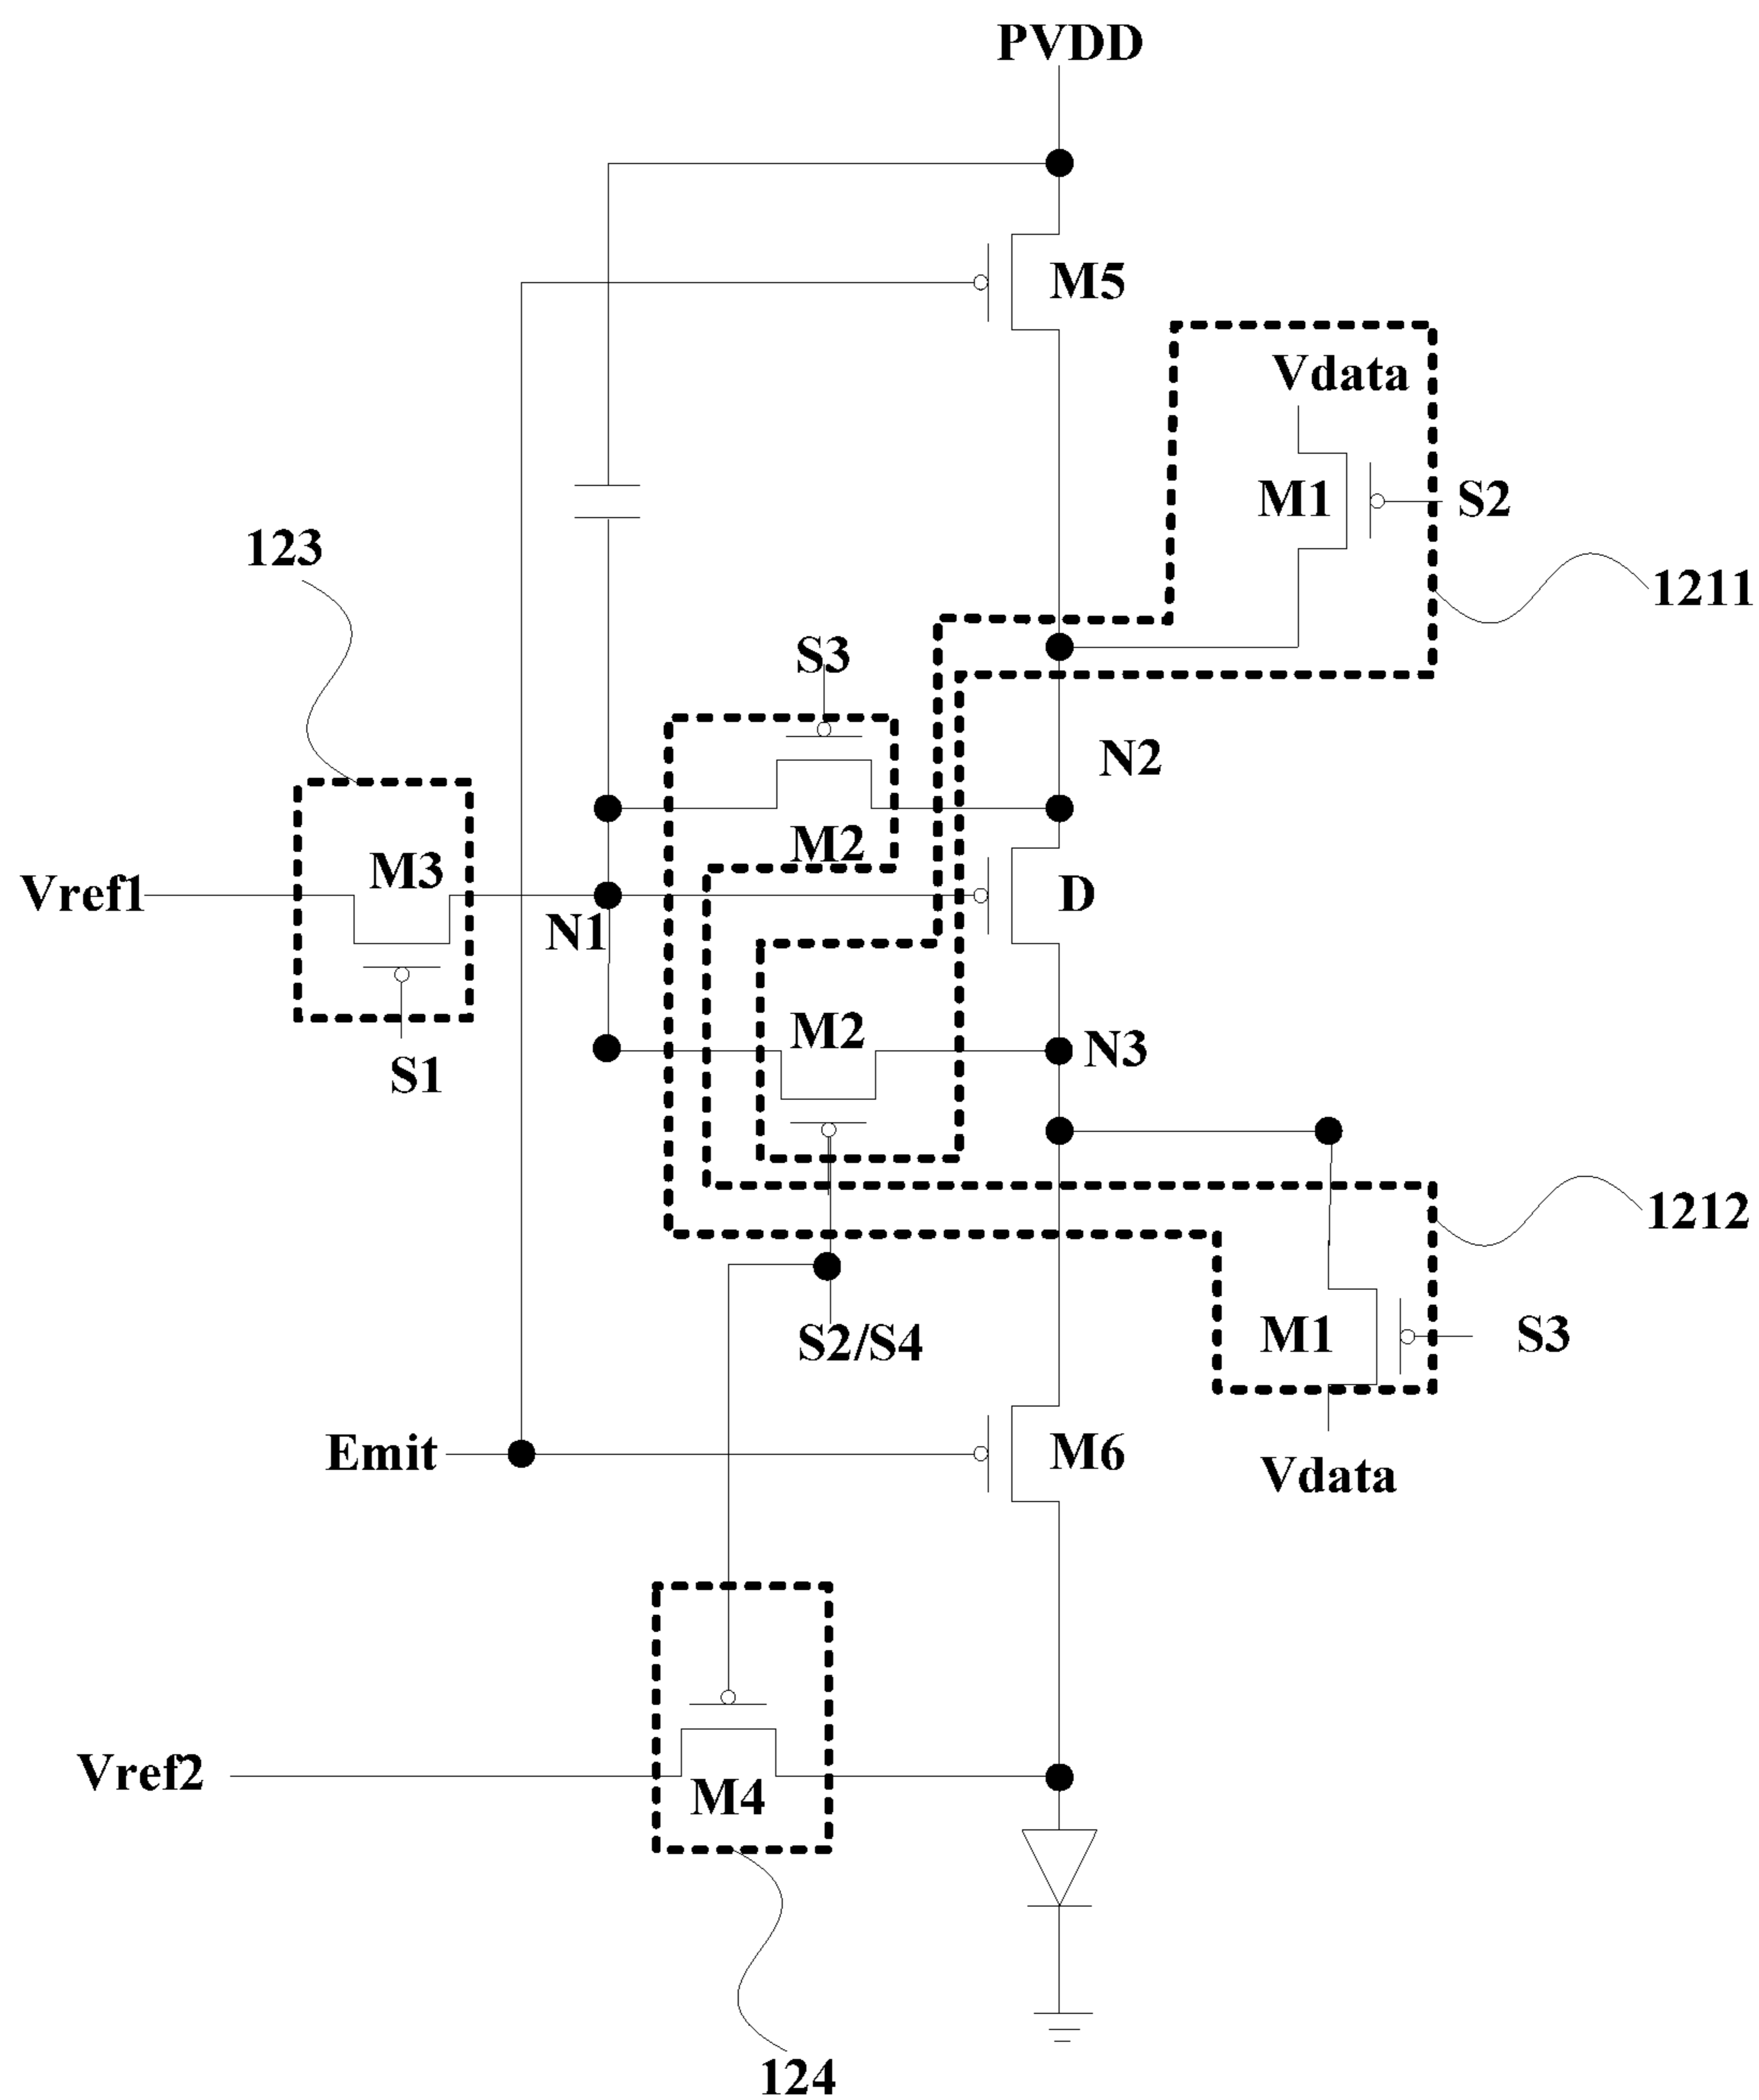 PVDD
M5
Vdata
M1
S2
123
1211
S3
N2
M2
M3
Vref1
D
N1
M2
N3
S1
1212
S2/S4
M1
S3
Emit
M6
Vdata
Vref2
M4
124